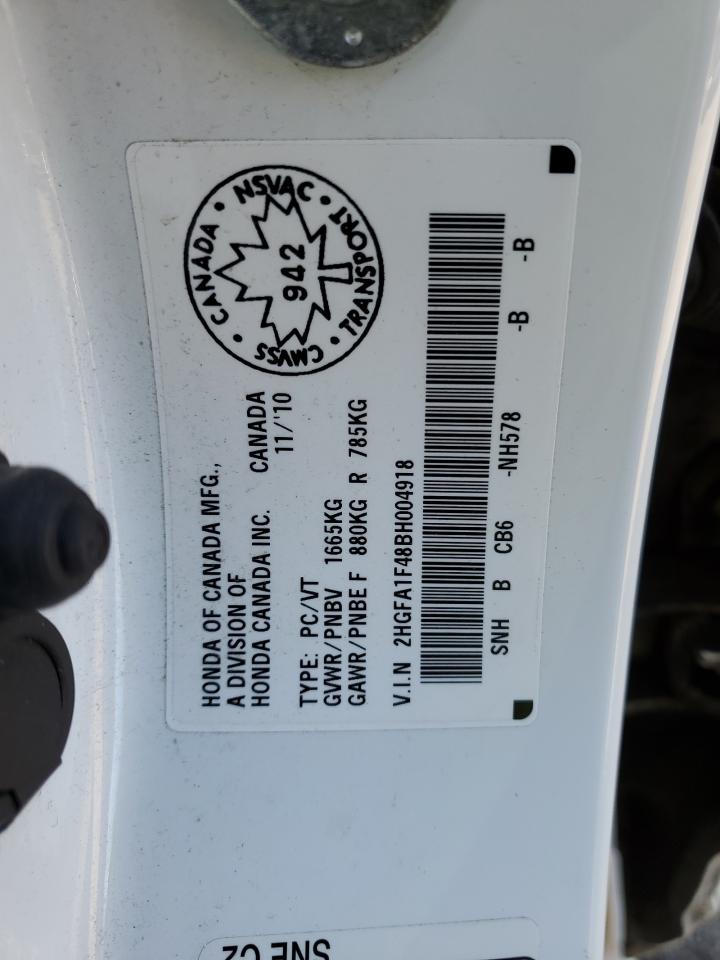 HONDA OF CANADA MFG.,
A DIVISION OF
HONDA CANADA INC. CANADA
11/'10
TYPE: PC/VT
GVWR/PNBV 1665KG
GAWR/PNBE F 880KG R 785KG
V.I.N 2HGFA1F48BH004918
SNH B CB6 -NH578 -B -B
CANADA • NSVAC • TRANSPORT • CMVSS •
942